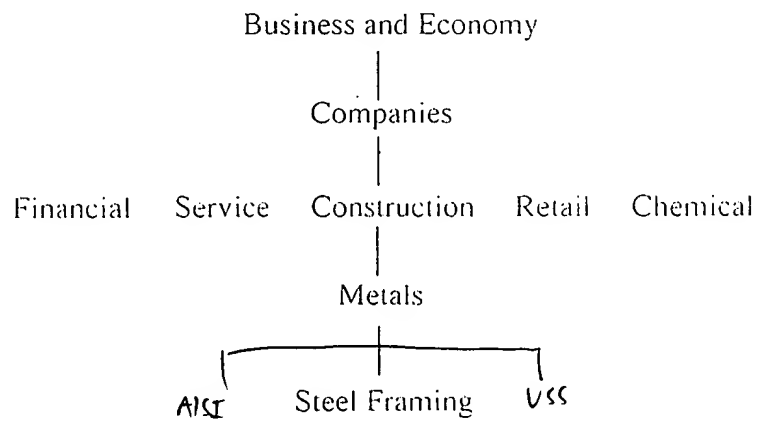 Business and Economy
Companies
Financial Service Construction Retail Chemical
Metals
AISI Steel Framing USS